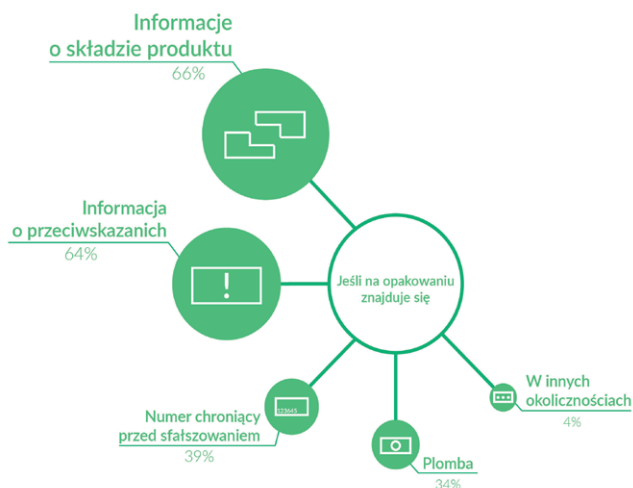 Informacje
o składzie produktu
66%
Informacja
o przeciwskazanich
64%
Jeśli na opakowaniu
znajduje się
W innych
okolicznościach
4%
123645
Numer chroniący
przed sfałszowaniem
39%
Plomba
34%